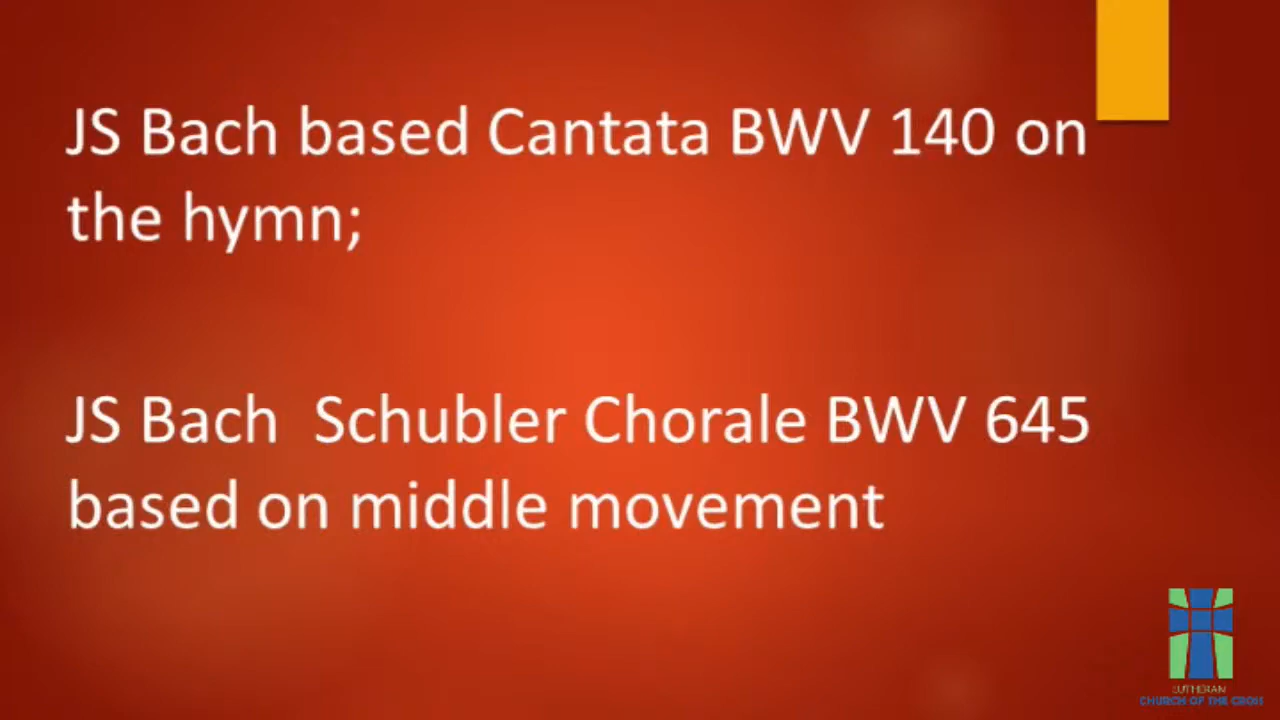 JS Bach based Cantata BWV 140 on
the hymn;
JS Bach  Schubler Chorale BWV 645
based on middle movement
LUTHERAN
CHURCH OF THE CROSS